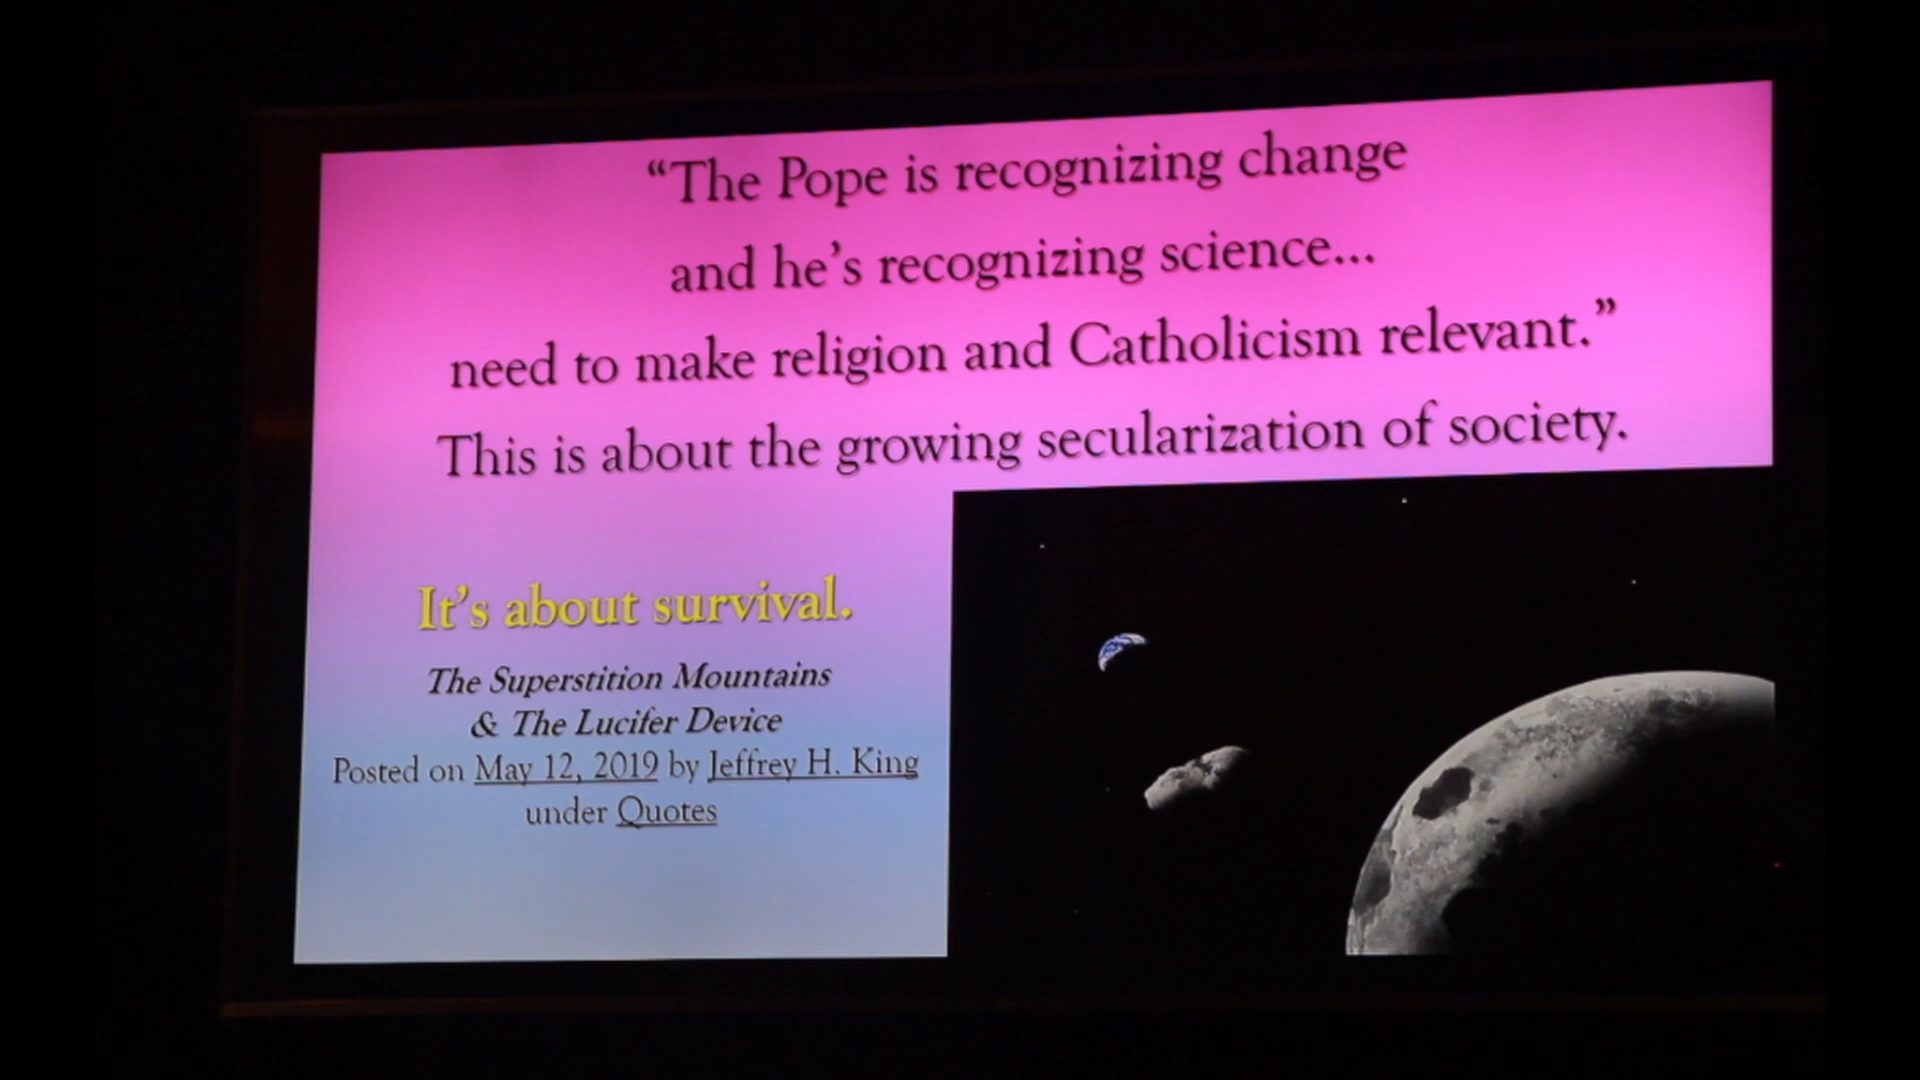 “The Pope is recognizing change
and he’s recognizing science...
need to make religion and Catholicism relevant.”
This is about the growing secularization of society.
It’s about survival.
The Superstition Mountains
& The Lucifer Device
Posted on May 12, 2019 by Jeffrey H. King
under Quotes